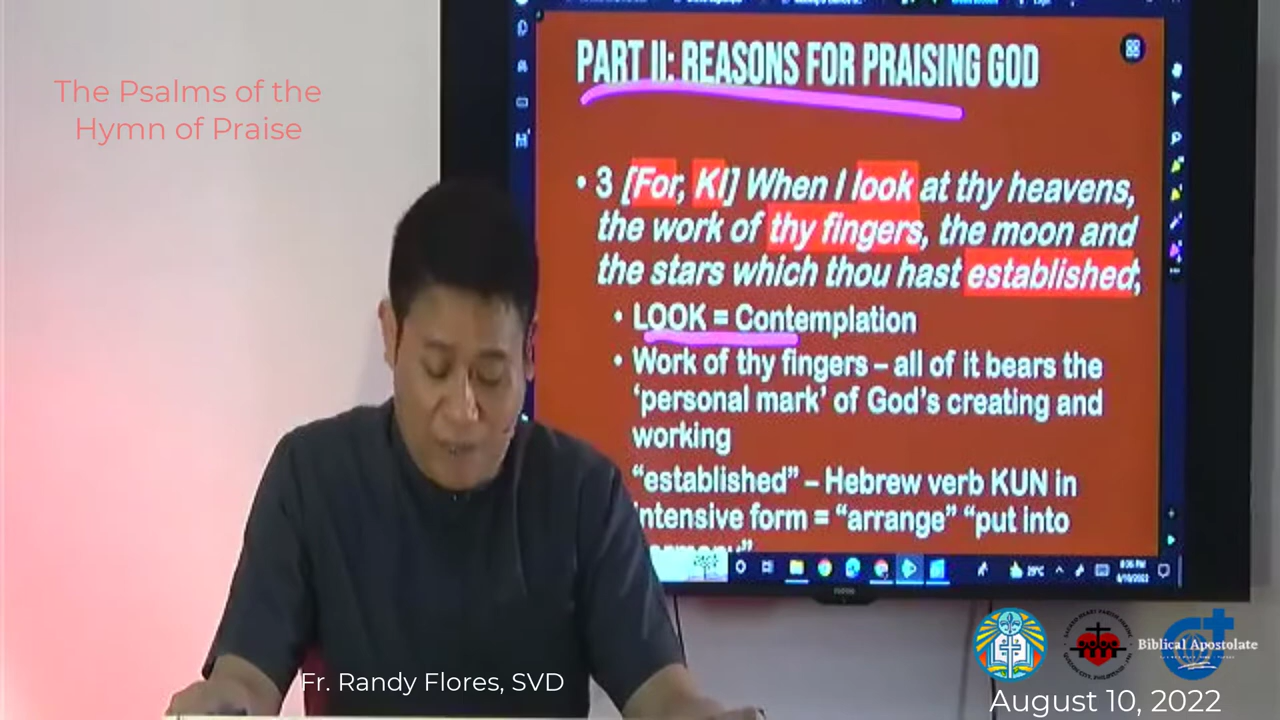 The Psalms of the
Hymn of Praise
PART II: REASONS FOR PRAISING GOD
• 3 [For, KI] When I look at thy heavens,
the work of thy fingers, the moon and
the stars which thou hast established;
• LOOK = Contemplation
• Work of thy fingers – all of it bears the
'personal mark' of God's creating and
working
"established" – Hebrew verb KUN in
intensive form = "arrange" "put into
29°C
Fr. Randy Flores, SVD
Biblical Apostolate
August 10, 2022